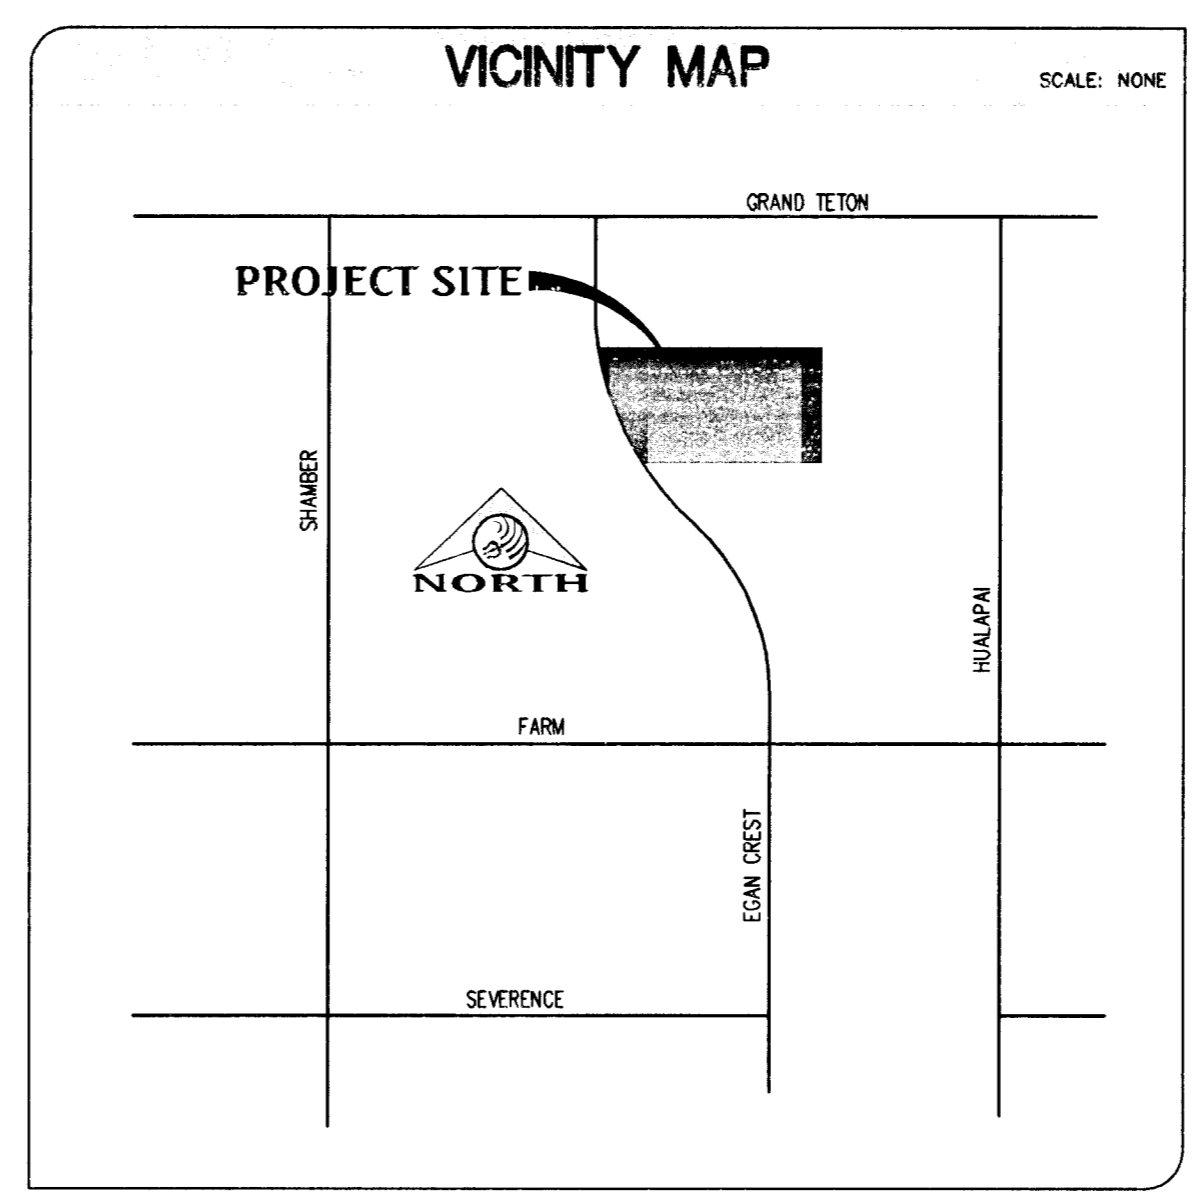 VICINITY MAP
SCALE: NONE
GRAND TETON
PROJECT SITE
SHAMBER
NORTH
HUALAPAI
FARM
EGAN CREST
SEVERENCE